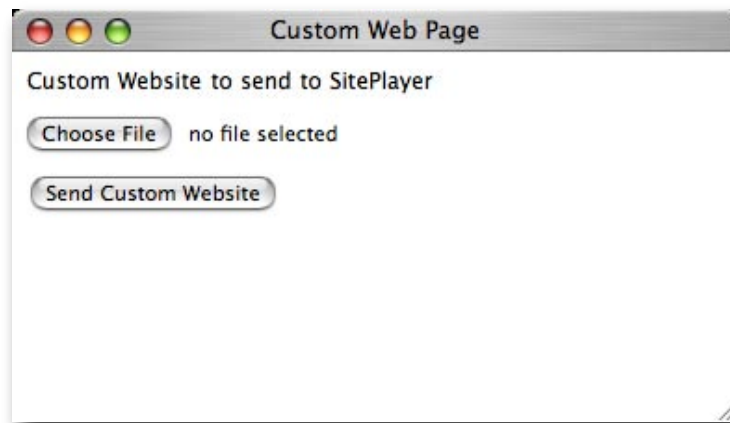 Custom Web Page
Custom Website to send to SitePlayer
Choose File no file selected
Send Custom Website